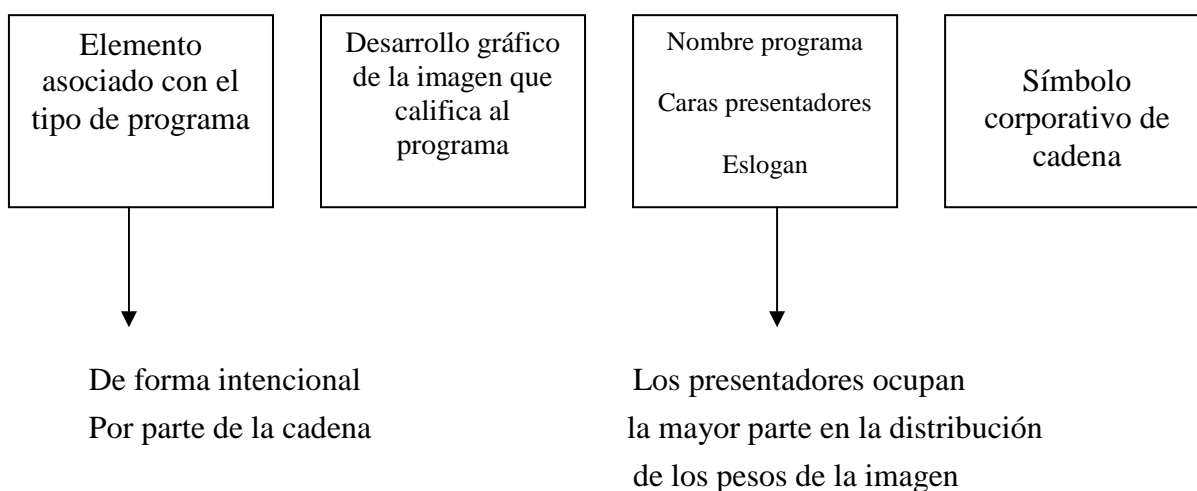 Elemento
asociado con el
tipo de programa
Desarrollo gráfico
de la imagen que
califica al
programa
Nombre programa
Caras presentadores
Eslogan
Símbolo
corporativo de
cadena
De forma intencional
Por parte de la cadena
Los presentadores ocupan
la mayor parte en la distribución
de los pesos de la imagen